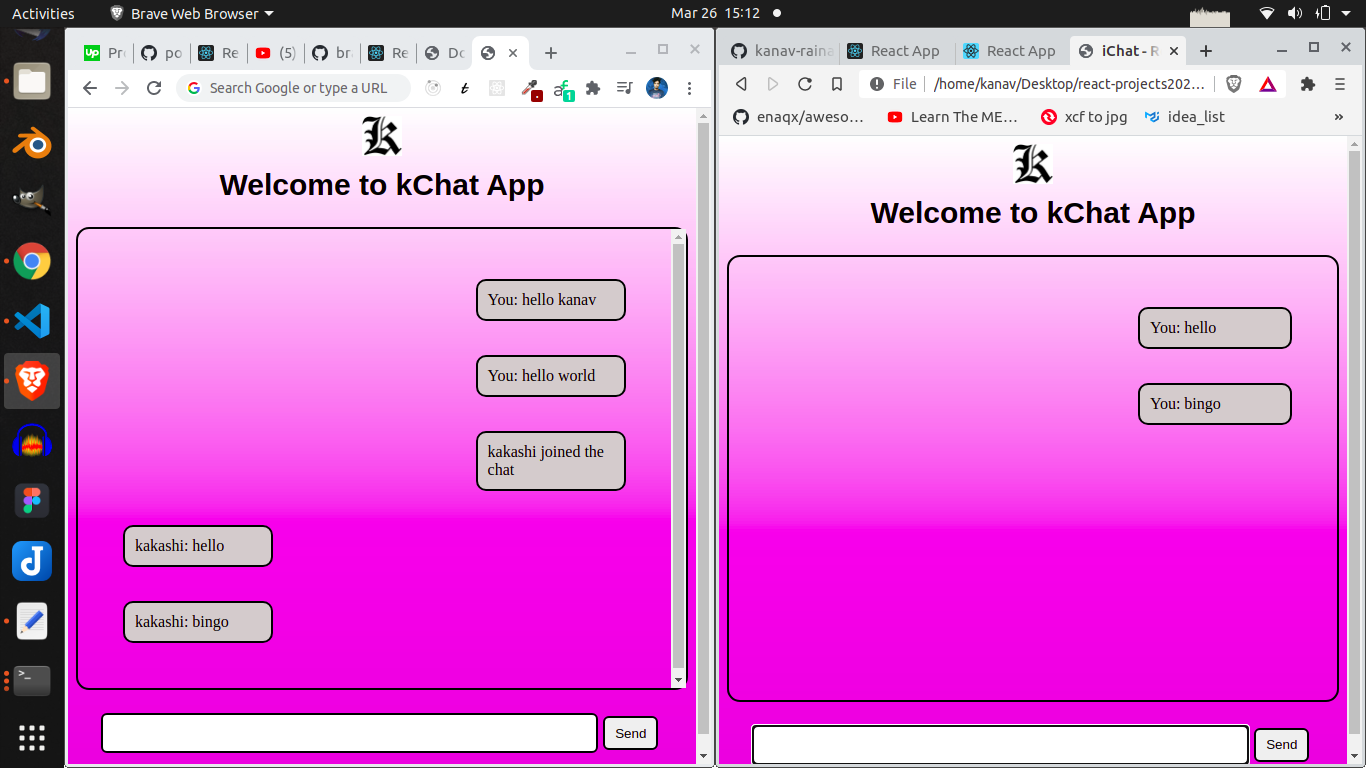 Activities
Brave Web Browser
Mar 26 15:12
Pr
po
Re
(5)
br
Re
Do
Search Google or type a URL
1
k
Welcome to kChat App
You: hello kanav
You: hello world
kakashi joined the
chat
kakashi: hello
kakashi: bingo
Send
kanav-raina
React App
React App
iChat - R
File
/home/kanav/Desktop/react-projects202...
enaqx/aweso...
Learn The ME...
xcf to jpg
idea_list
»
k
Welcome to kChat App
You: hello
You: bingo
Send